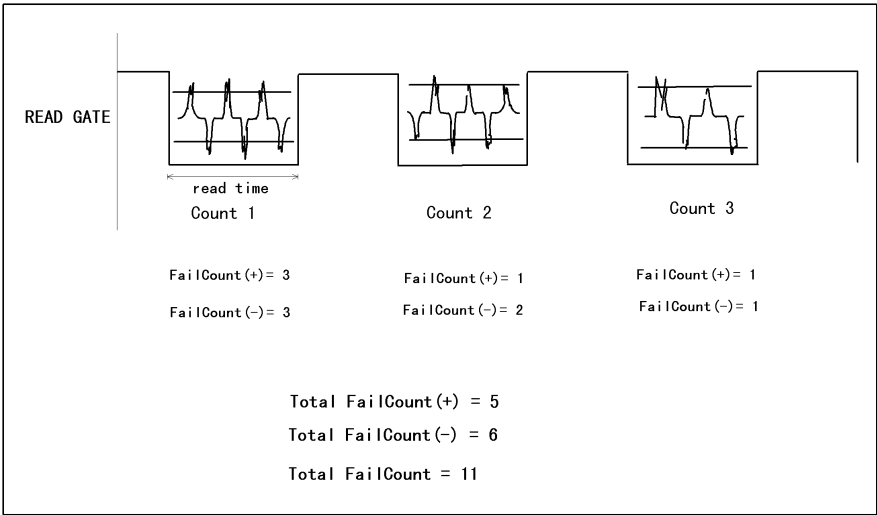 READ GATE
read time
Count 1
Count 2
Count 3
FailCount(+)= 3
FailCount(+)= 1
FailCount(+)= 1
FailCount(-)= 3
FailCount(-)= 2
FailCount(-)= 1
Total FailCount(+) = 5
Total FailCount(-) = 6
Total FailCount = 11